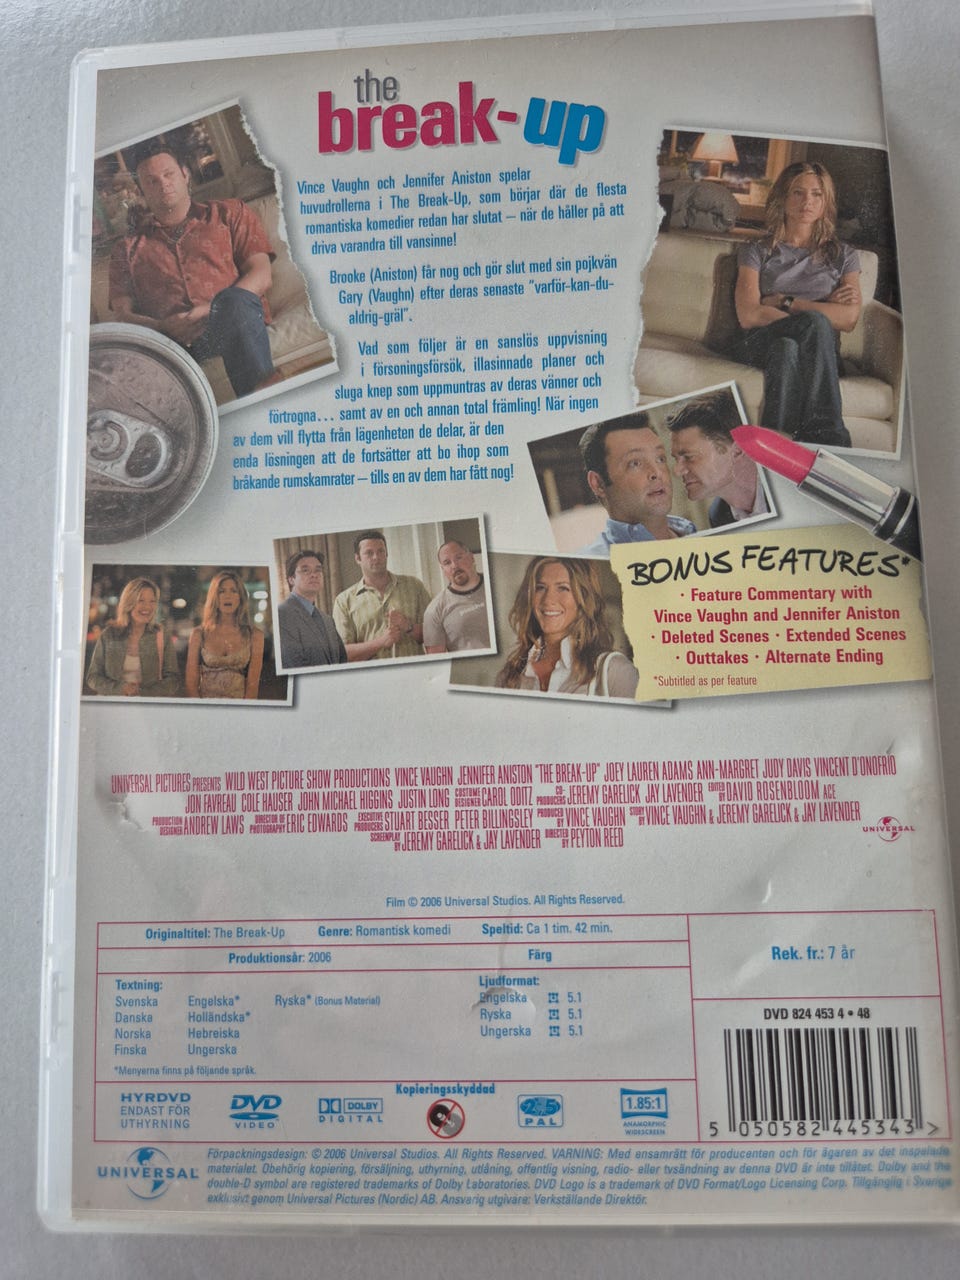 the
break-up
Vince Vaughn och Jennifer Aniston spelar
huvudrollerna i The Break-Up, som börjar där de flesta
romantiska komedier redan har slutat – när de håller på att
driva varandra till vansinne!
Brooke (Aniston) får nog och gör slut med sin pojkvän
Gary (Vaughn) efter deras senaste "varför-kan-du-
aldrig-gräl".
Vad som följer är en sanslös uppvisning
i försoningsförsök, illasinnade planer och
sluga knep som uppmuntras av deras vänner och
förtrogna... samt av en och annan total främling! När ingen
av dem vill flytta från lägenheten de delar, är den
enda lösningen att de fortsätter att bo ihop som
bråkande rumskamrater – tills en av dem har fått nog!
BONUS FEATURES*
· Feature Commentary with
Vince Vaughn and Jennifer Aniston
· Deleted Scenes · Extended Scenes
· Outtakes · Alternate Ending
*Subtitled as per feature
UNIVERSAL PICTURES PRESENTS WILD WEST PICTURE SHOW PRODUCTIONS VINCE VAUGHN JENNIFER ANISTON "THE BREAK-UP" JOEY LAUREN ADAMS ANN-MARGRET JUDY DAVIS VINCENT D'ONOFRIO
JON FAVREAU COLE HAUSER JOHN MICHAEL HIGGINS JUSTIN LONG COSTUME DESIGNER CAROL ODITZ CO-PRODUCERS JEREMY GARELICK JAY LAVENDER EDITED BY DAVID ROSENBLOOM ACE
PRODUCTION DESIGNER ANDREW LAWS DIRECTOR OF PHOTOGRAPHY ERIC EDWARDS EXECUTIVE PRODUCERS STUART BESSER PETER BILLINGSLEY PRODUCED BY VINCE VAUGHN STORY BY VINCE VAUGHN & JEREMY GARELICK & JAY LAVENDER
SCREENPLAY BY JEREMY GARELICK & JAY LAVENDER DIRECTED BY PEYTON REED
UNIVERSAL
Film © 2006 Universal Studios. All Rights Reserved.
Originaltitel: The Break-Up Genre: Romantisk komedi Speltid: Ca 1 tim. 42 min.
Produktionsår: 2006 Färg
Rek. fr.: 7 år
Textning: Ljudformat:
Svenska Engelska* Ryska* (Bonus Material) Engelska 5.1
Danska Holländska* Ryska 5.1
Norska Hebreiska Ungerska 5.1
Finska Ungerska
*Menyerna finns på följande språk.
DVD 824 453 4 • 48
5 050582 445343 >
Kopieringsskyddad
HYRDVD
ENDAST FÖR
UTHYRNING
DVD
VIDEO
DOLBY
DIGITAL
2 5
PAL
1.85:1
ANAMORPHIC
WIDESCREEN
UNIVERSAL
Förpackningsdesign: © 2006 Universal Studios. All Rights Reserved. VARNING: Med ensamrätt för producenten och för ägaren av det inspelade
materialet. Obehörig kopiering, försäljning, uthyrning, utlåning, offentlig visning, radio- eller tvsändning av denna DVD är inte tillåtet. Dolby and the
double-D symbol are registered trademarks of Dolby Laboratories. DVD Logo is a trademark of DVD Format/Logo Licensing Corp. Tillgänglig i Sverige
exklusivt genom Universal Pictures (Nordic) AB. Ansvarig utgivare: Verkställande Direktör.